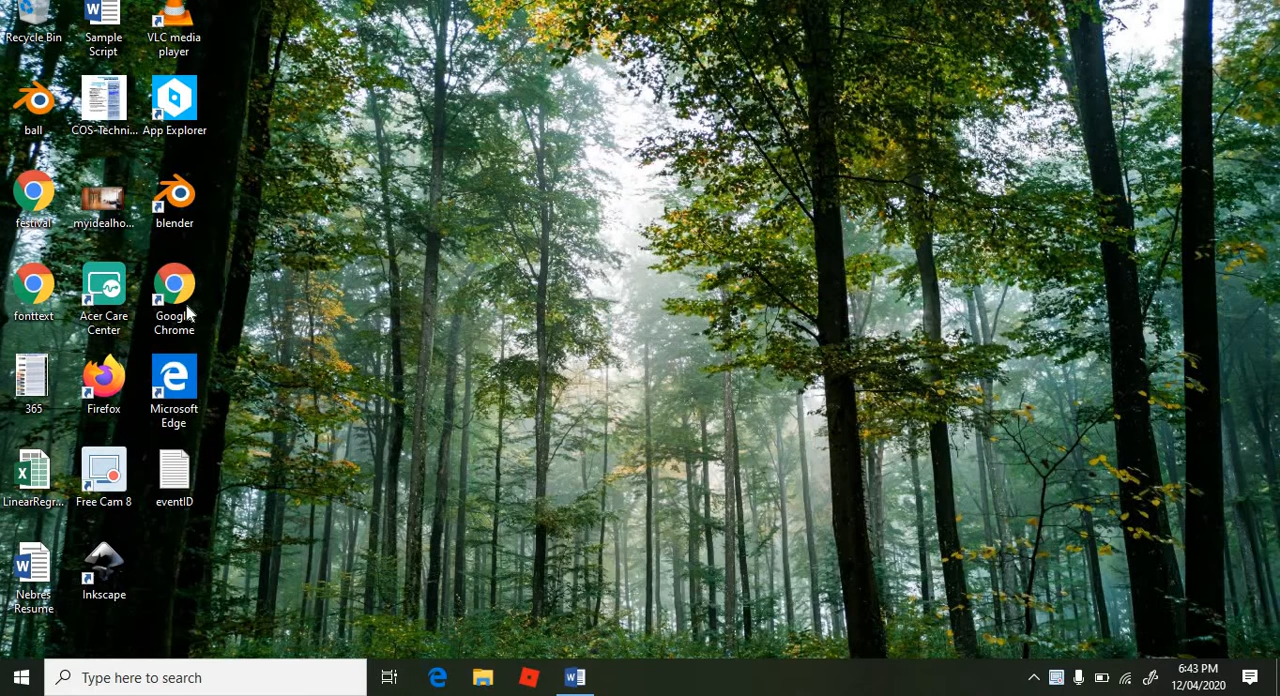 Recycle Bin
Sample
Script
VLC media
player
ball
COS-Techni...
App Explorer
festival
myidealho...
blender
fonttext
Acer Care
Center
Google
Chrome
365
Firefox
Microsoft
Edge
LinearRegr...
Free Cam 8
eventID
Nebres
Resume
Inkscape
Type here to search
6:43 PM
12/04/2020